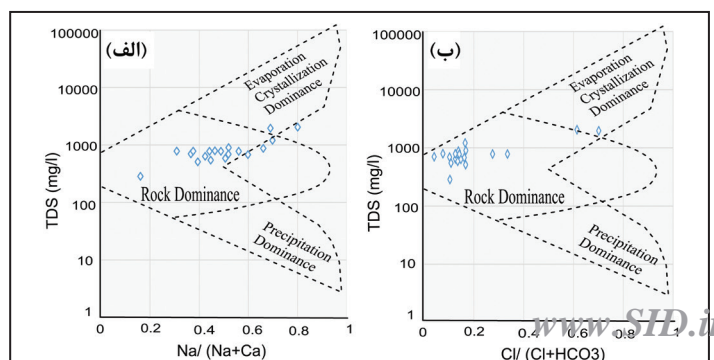 (الف)
TDS (mg/l)
100000
10000
1000
100
10
1
0
0.2
0.4
0.6
0.8
1
Na/ (Na+Ca)
Evaporation
Crystallization
Dominance
Rock Dominance
Precipitation
Dominance
(ب)
TDS (mg/l)
100000
10000
1000
100
10
1
0
0.2
0.4
0.6
0.8
1
Cl/ (Cl+HCO3)
Evaporation
Crystallization
Dominance
Rock Dominance
Precipitation
Dominance
www.SID.i